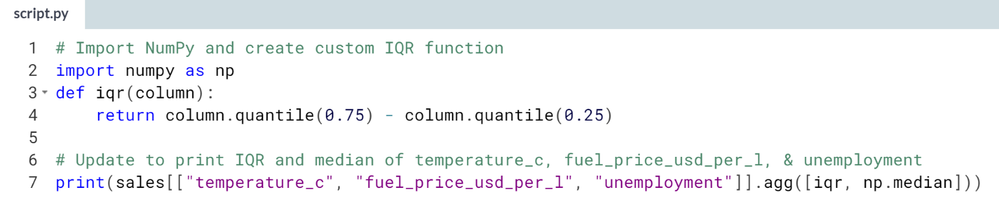 script.py
1 # Import NumPy and create custom IQR function
2 import numpy as np
3 def iqr(column):
4     return column.quantile(0.75) - column.quantile(0.25)
5
6 # Update to print IQR and median of temperature_c, fuel_price_usd_per_l, & unemployment
7 print(sales[["temperature_c", "fuel_price_usd_per_l", "unemployment"]].agg([iqr, np.median]))